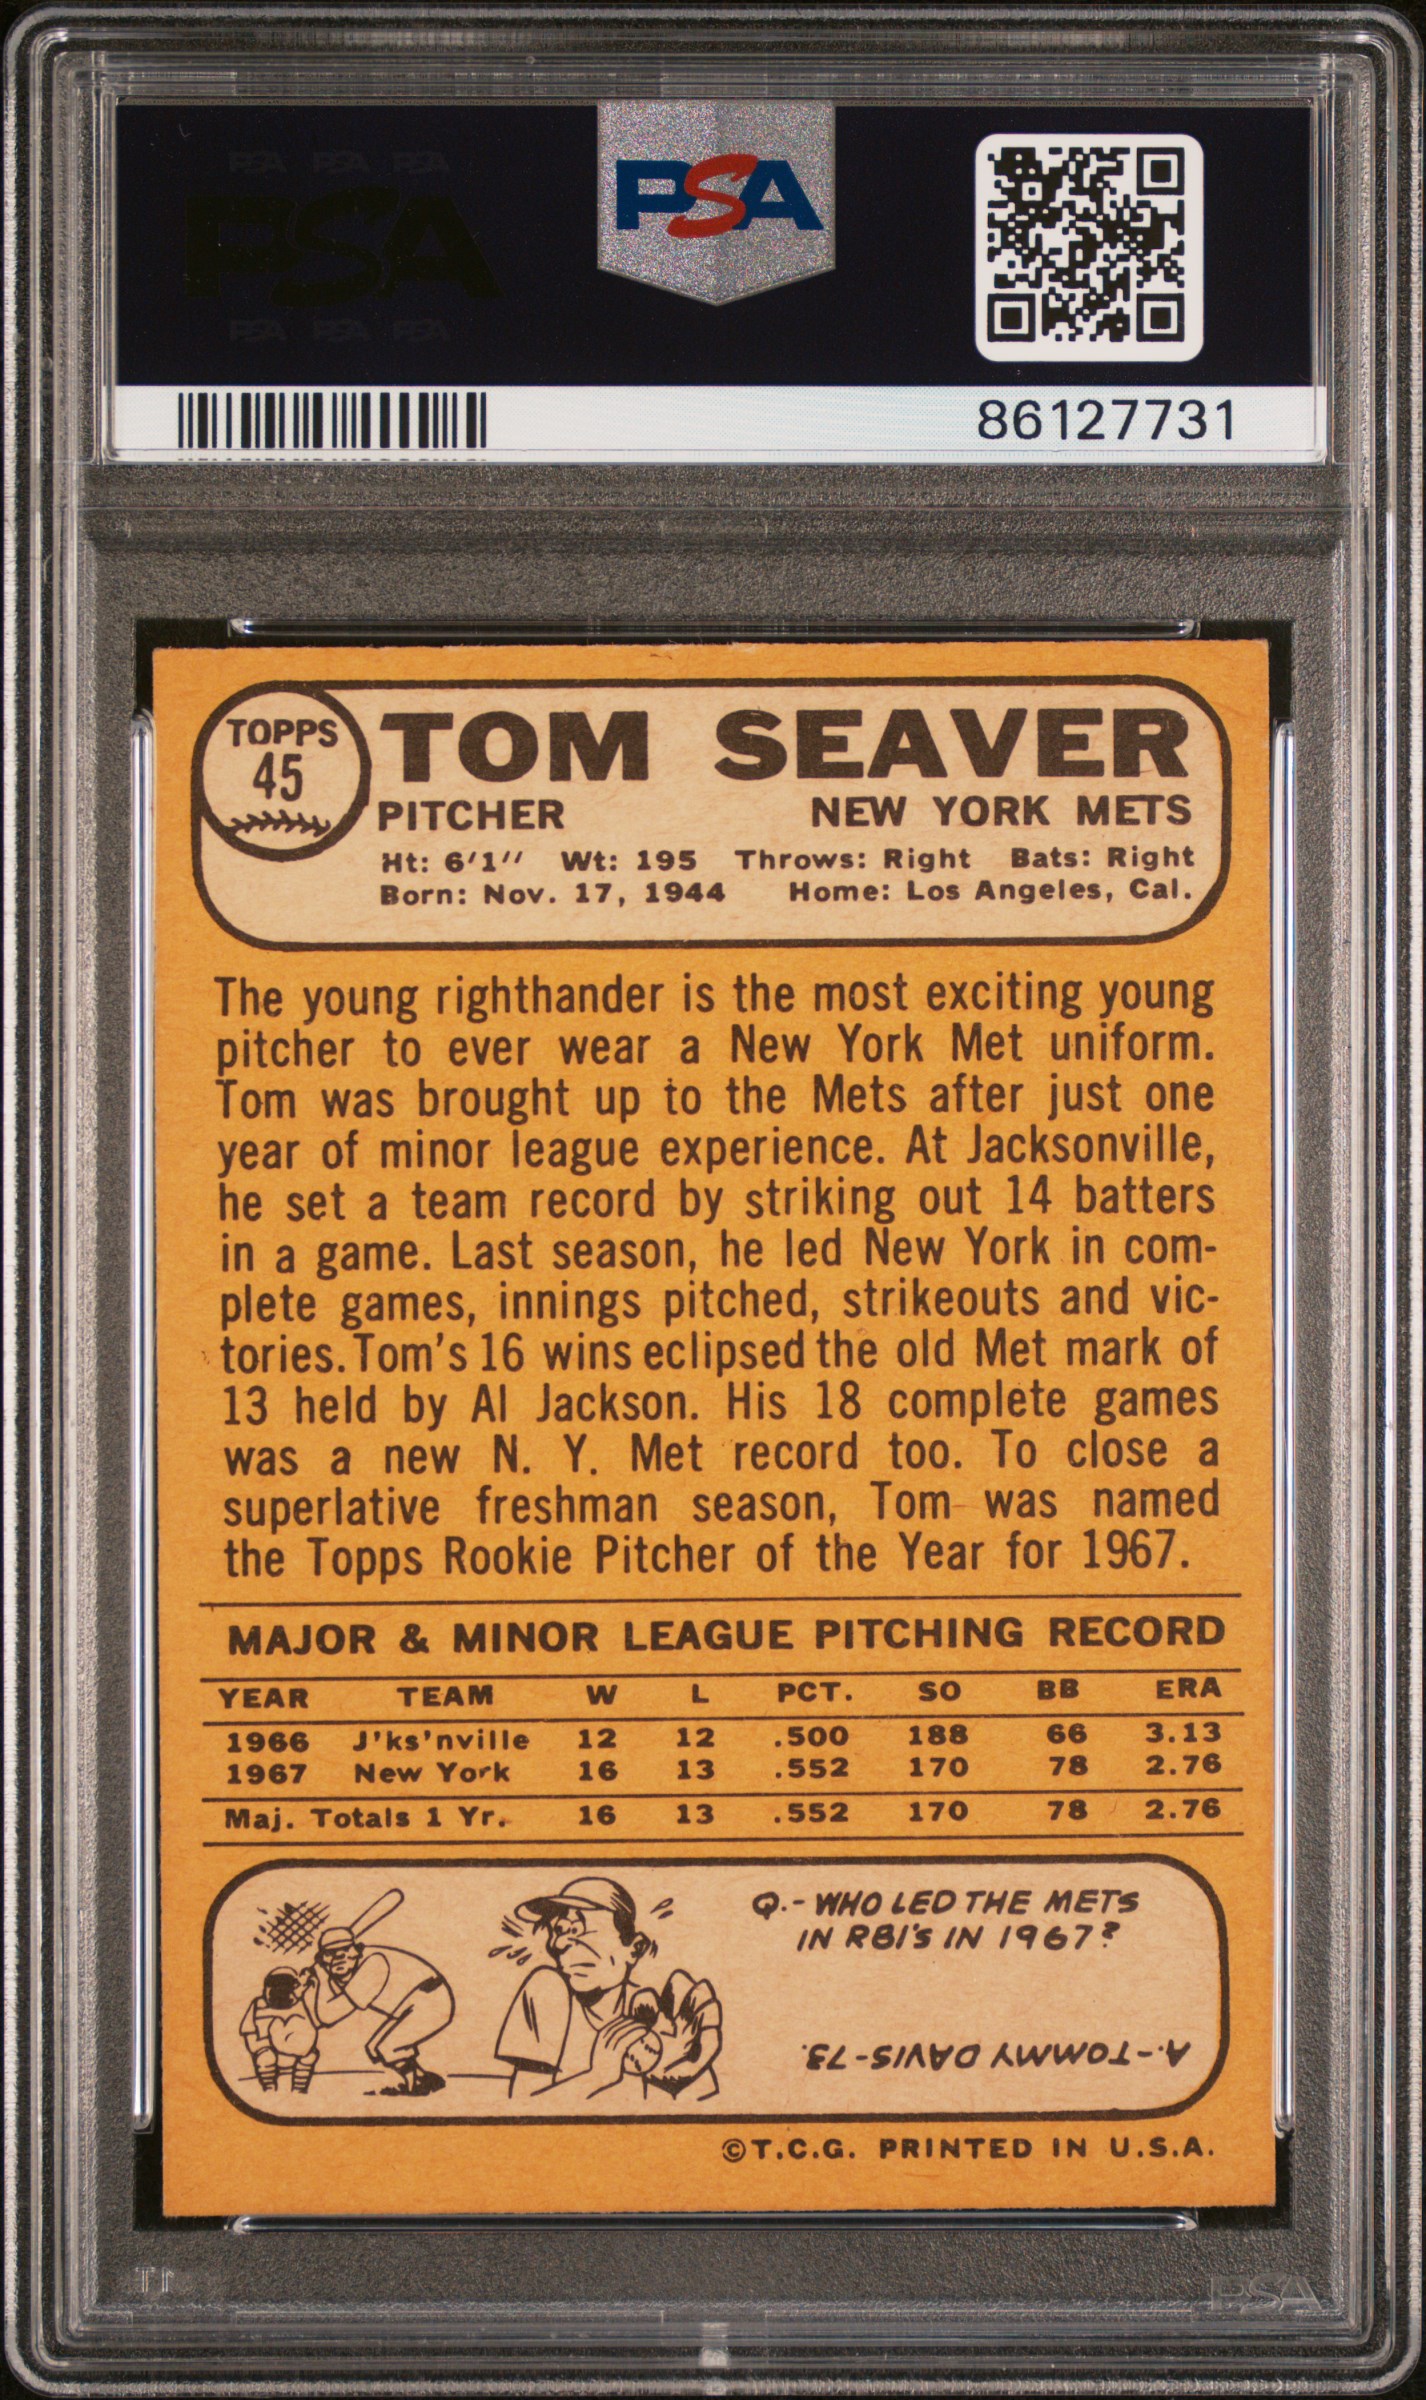 PSA PSA PSA
PSA
PSA PSA PSA
PSA
86127731
TOPPS
45
TOM SEAVER
PITCHER NEW YORK METS
Ht: 6'1" Wt: 195 Throws: Right Bats: Right
Born: Nov. 17, 1944 Home: Los Angeles, Cal.
The young righthander is the most exciting young
pitcher to ever wear a New York Met uniform.
Tom was brought up to the Mets after just one
year of minor league experience. At Jacksonville,
he set a team record by striking out 14 batters
in a game. Last season, he led New York in com-
plete games, innings pitched, strikeouts and vic-
tories. Tom's 16 wins eclipsed the old Met mark of
13 held by Al Jackson. His 18 complete games
was a new N. Y. Met record too. To close a
superlative freshman season, Tom was named
the Topps Rookie Pitcher of the Year for 1967.
MAJOR & MINOR LEAGUE PITCHING RECORD
YEAR TEAM W L PCT. SO BB ERA
1966 J'ks'nville 12 12 .500 188 66 3.13
1967 New York 16 13 .552 170 78 2.76
Maj. Totals 1 Yr. 16 13 .552 170 78 2.76
Q.- WHO LED THE METS
IN RBI'S IN 1967?
A.-TOMMY DAVIS-73.
©T.C.G. PRINTED IN U.S.A.
PSA